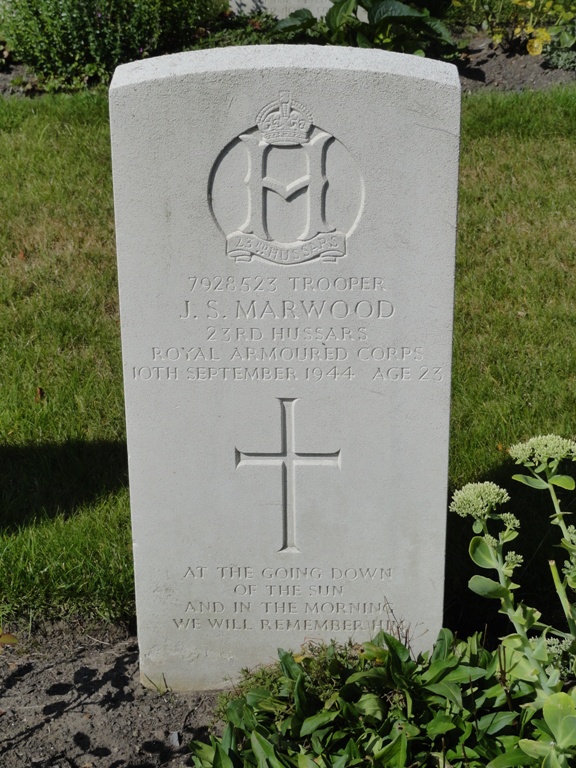 H
23RD HUSSARS
7928523 TROOPER
J. S. MARWOOD
23RD HUSSARS
ROYAL ARMOURED CORPS
10TH SEPTEMBER 1944 AGE 23
AT THE GOING DOWN
OF THE SUN
AND IN THE MORNING
WE WILL REMEMBER HIM